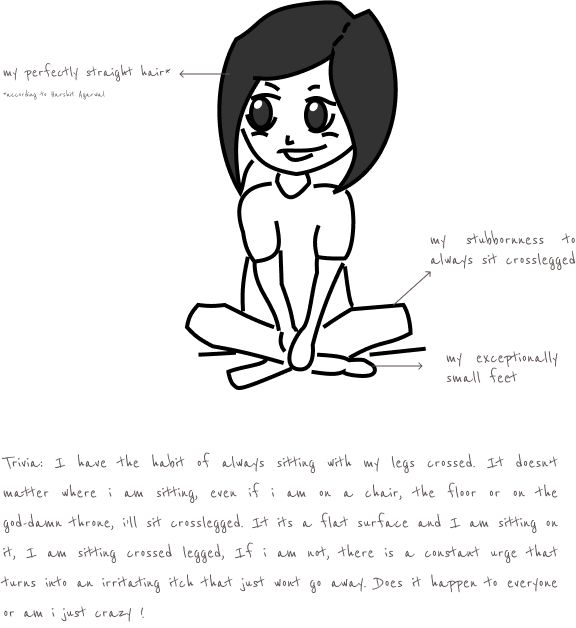 my perfectly straight hair*
*according to Harshit Agarwal
my stubbornness to
always sit crosslegged
my exceptionally
small feet
Trivia: I have the habit of always sitting with my legs crossed. It doesn't
matter where i am sitting, even if i am on a chair, the floor or on the
god-damn throne, i'll sit crosslegged. It its a flat surface and I am sitting on
it, I am sitting crossed legged, If i am not, there is a constant urge that
turns into an irritating itch that just wont go away. Does it happen to everyone
or am i just crazy !